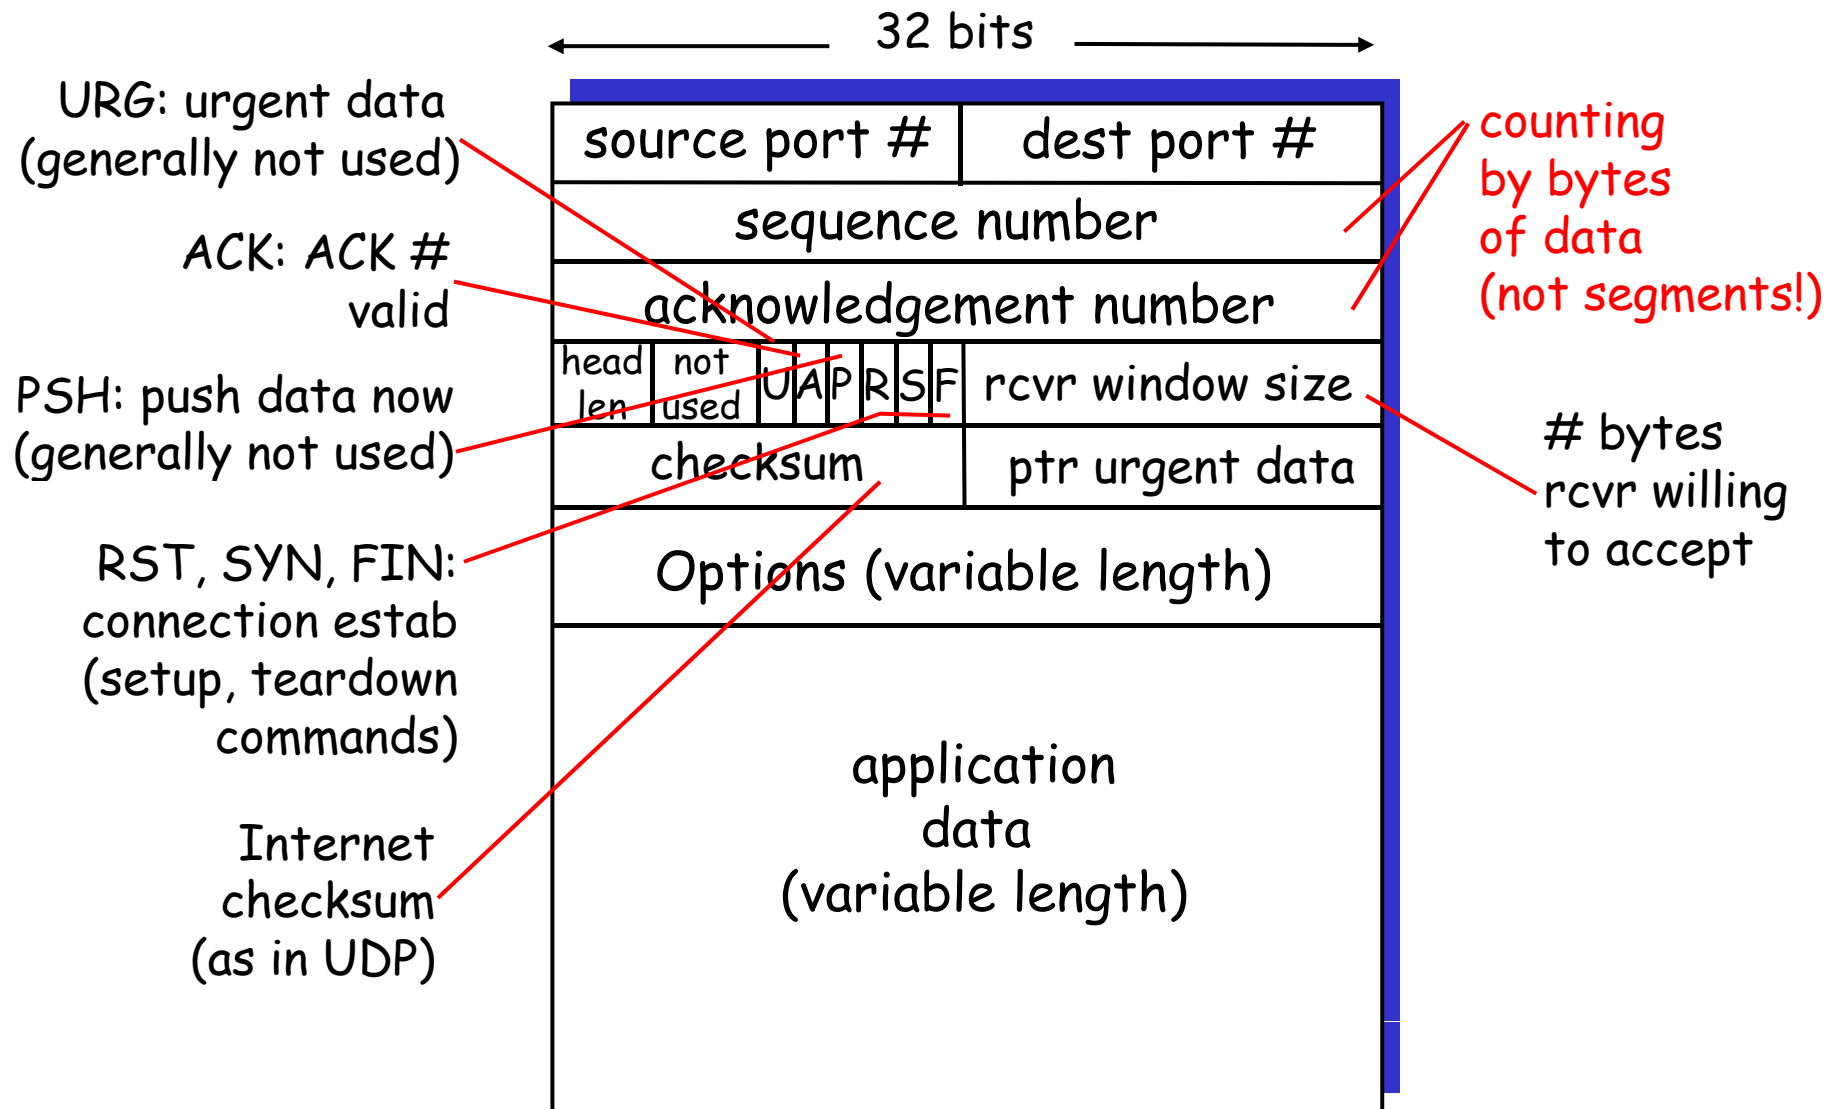 32 bits
URG: urgent data
(generally not used)
ACK: ACK #
valid
PSH: push data now
(generally not used)
RST, SYN, FIN:
connection estab
(setup, teardown
commands)
Internet
checksum
(as in UDP)
source port #
dest port #
sequence number
acknowledgement number
head
len
not
used
U
A
P
R
S
F
rcvr window size
checksum
ptr urgent data
Options (variable length)
application
data
(variable length)
counting
by bytes
of data
(not segments!)
# bytes
rcvr willing
to accept